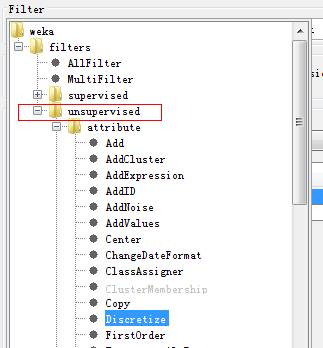 Filter
weka
filters
AllFilter
MultiFilter
supervised
unsupervised
attribute
Add
AddCluster
AddExpression
AddID
AddNoise
AddValues
Center
ChangeDateFormat
ClassAssigner
ClusterMembership
Copy
Discretize
FirstOrder